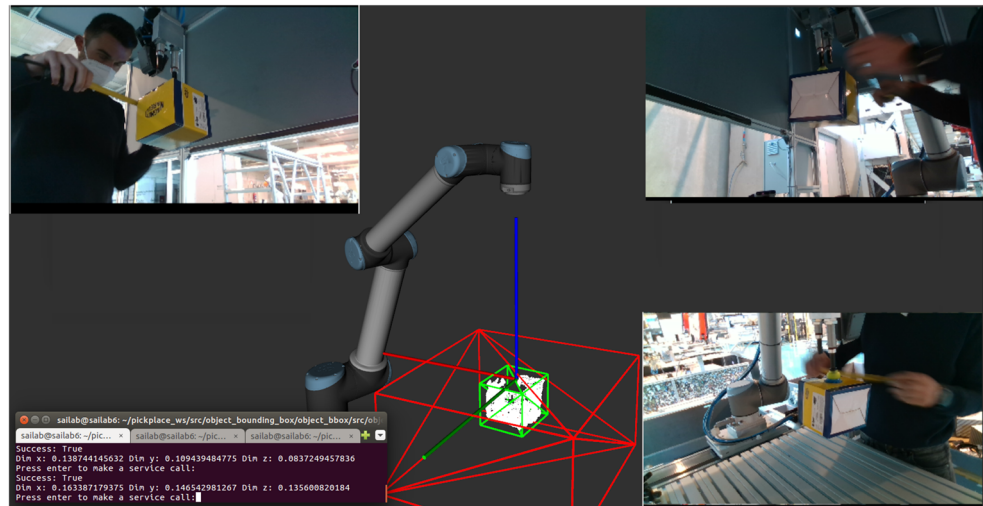 sailab@sailab6: ~/pickplace_ws/src/object_bounding_box/object_bbox/src/obj
sailab@sailab6: ~/pic... × sailab@sailab6: ~/pic... × sailab@sailab6: ~/pic... ×
Success: True
Dim x: 0.138744145632 Dim y: 0.109439484775 Dim z: 0.0837249457836
Press enter to make a service call:
Success: True
Dim x: 0.163387179375 Dim y: 0.146542981267 Dim z: 0.135600820184
Press enter to make a service call: